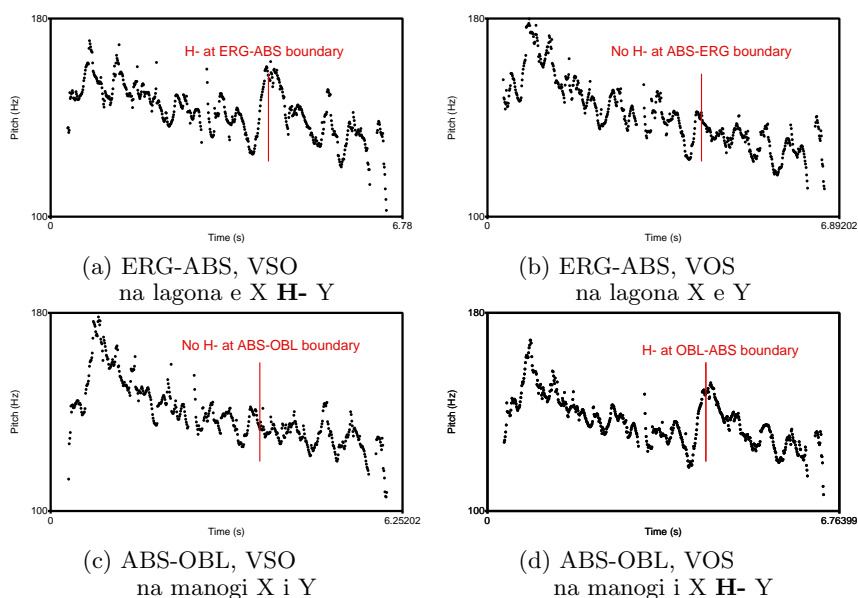 180
H- at ERG-ABS boundary
Pitch (Hz)
100
0
6.78
Time (s)
(a) ERG-ABS, VSO
na lagona e X H- Y
180
No H- at ABS-ERG boundary
Pitch (Hz)
100
0
6.89202
Time (s)
(b) ERG-ABS, VOS
na lagona X e Y
180
No H- at ABS-OBL boundary
Pitch (Hz)
100
0
6.25202
Time (s)
(c) ABS-OBL, VSO
na manogi X i Y
180
H- at OBL-ABS boundary
Pitch (Hz)
100
0
6.76399
Time (s)
(d) ABS-OBL, VOS
na manogi i X H- Y